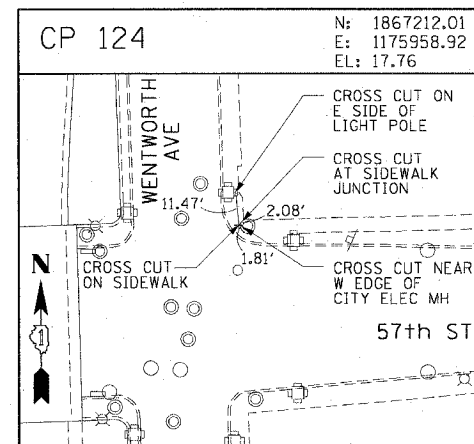 CP 124
N: 1867212.01
E: 1175958.92
EL: 17.76
WENTWORTH
AVE
CROSS CUT ON
E SIDE OF
LIGHT POLE
CROSS CUT
AT SIDEWALK
JUNCTION
11.47'
2.08'
1.81'
CROSS CUT
ON SIDEWALK
CROSS CUT NEAR
W EDGE OF
CITY ELEC MH
N
1
57th ST